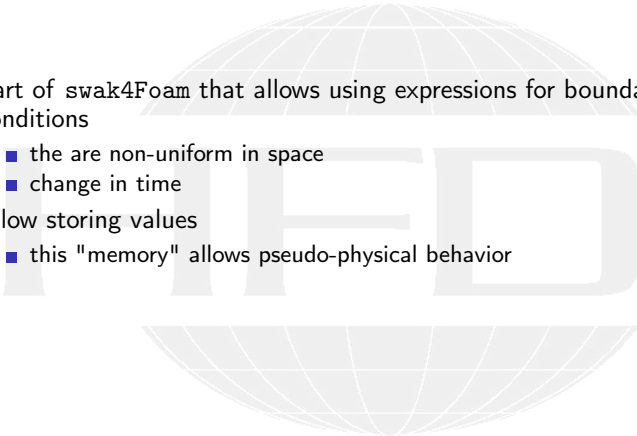 art of swak4Foam that allows using expressions for bounda
onditions
the are non-uniform in space
change in time
low storing values
this "memory" allows pseudo-physical behavior
HFD